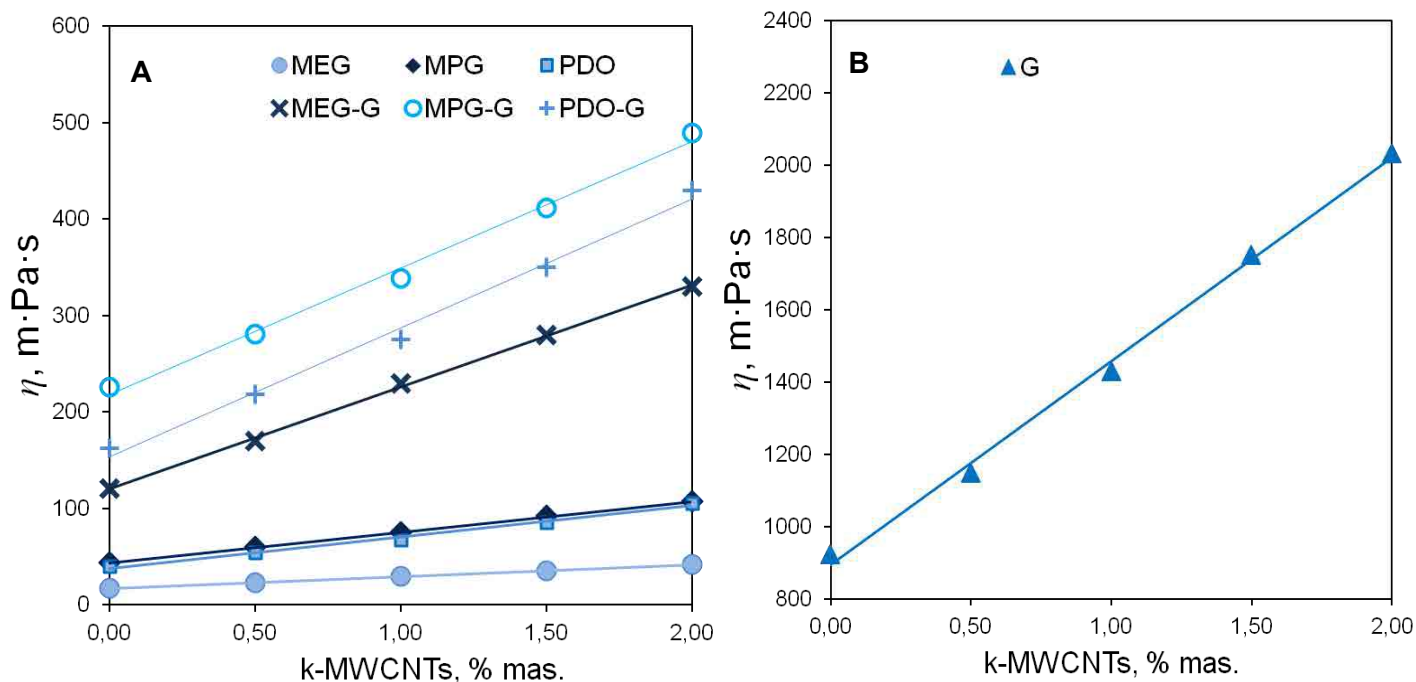 A
MEG MPG PDO
MEG-G MPG-G PDO-G
600
500
400
300
200
100
0
η, m·Pa·s
0,00 0,50 1,00 1,50 2,00
k-MWCNTs, % mas.
B
G
2400
2200
2000
1800
1600
1400
1200
1000
800
η, m·Pa·s
0,00 0,50 1,00 1,50 2,00
k-MWCNTs, % mas.